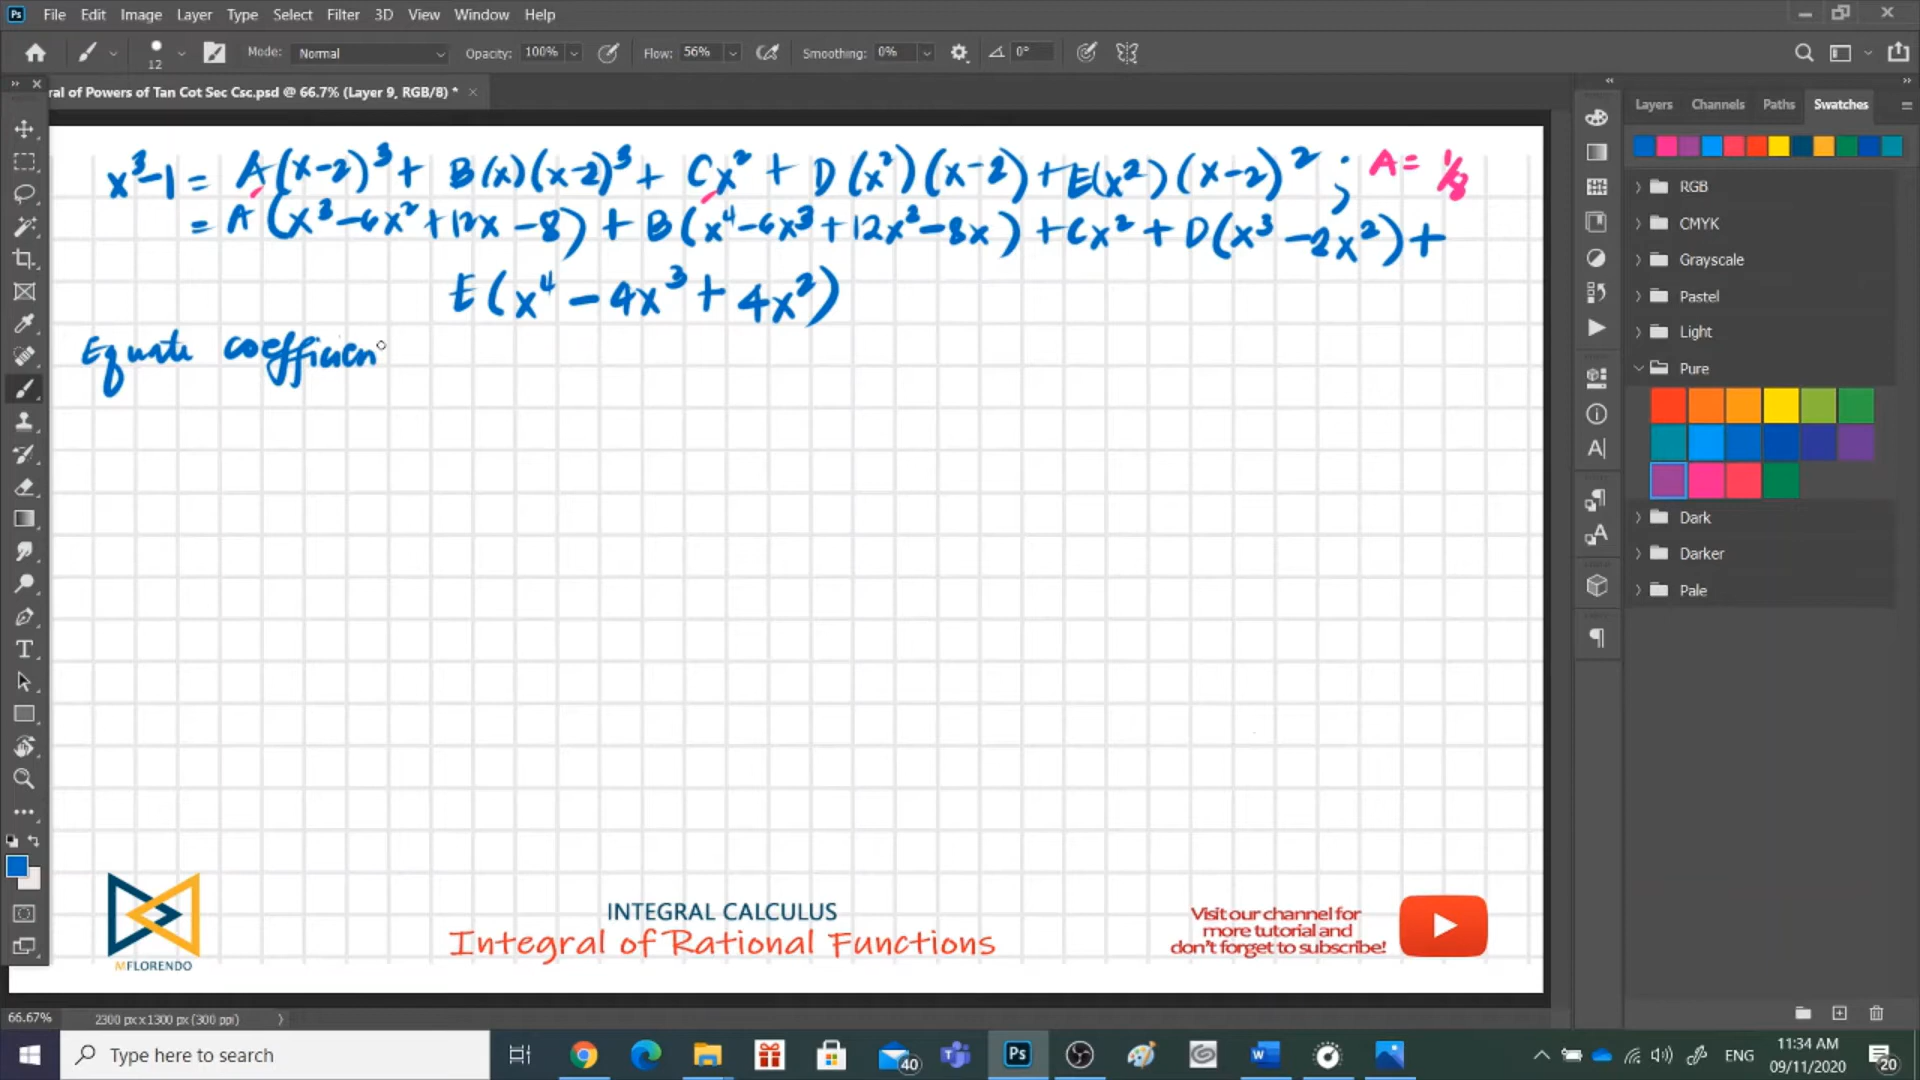 Ps File Edit Image Layer Type Select Filter 3D View Window Help
12 Mode: Normal Opacity: 100% Flow: 56% Smoothing: 0% 0°
ral of Powers of Tan Cot Sec Csc.psd @ 66.7% (Layer 9, RGB/8) * ×
Layers Channels Paths Swatches
x³-1 = A(x-2)³ + B(x)(x-2)³ + Cx² + D(x²)(x-2) + E(x²)(x-2)² ; A = 1/8
= A(x³-6x²+12x-8) + B(x⁴-6x³+12x²-8x) + Cx² + D(x³-2x²) +
E(x⁴-4x³+4x²)
Equate coefficien
RGB
CMYK
Grayscale
Pastel
Light
Pure
Dark
Darker
Pale
MFLORENDO
INTEGRAL CALCULUS
Integral of Rational Functions
Visit our channel for
more tutorial and
don't forget to subscribe!
66.67% 2300 px x 1300 px (300 ppi)
Type here to search
40
Ps
ENG
11:34 AM
09/11/2020
20